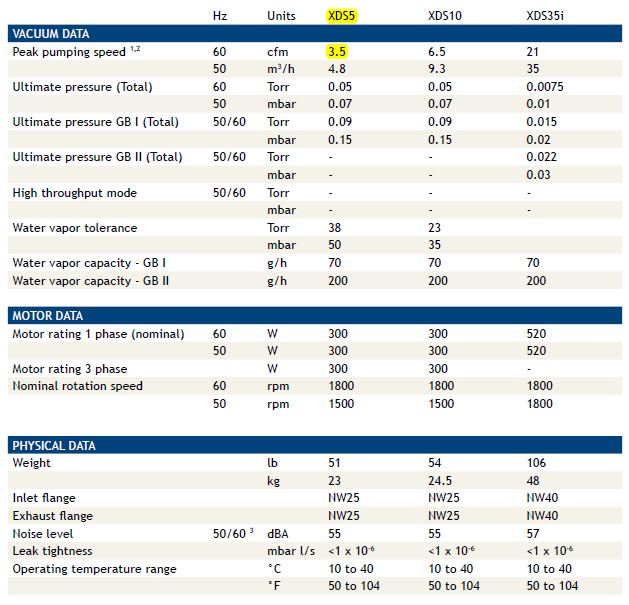 Hz Units XDS5 XDS10 XDS35i
VACUUM DATA
Peak pumping speed 1,2 60 cfm 3.5 6.5 21
50 m³/h 4.8 9.3 35
Ultimate pressure (Total) 60 Torr 0.05 0.05 0.0075
50 mbar 0.07 0.07 0.01
Ultimate pressure GB I (Total) 50/60 Torr 0.09 0.09 0.015
mbar 0.15 0.15 0.02
Ultimate pressure GB II (Total) 50/60 Torr - - 0.022
mbar - - 0.03
High throughput mode 50/60 Torr - - -
mbar - - -
Water vapor tolerance Torr 38 23
mbar 50 35
Water vapor capacity - GB I g/h 70 70 70
Water vapor capacity - GB II g/h 200 200 200
MOTOR DATA
Motor rating 1 phase (nominal) 60 W 300 300 520
50 W 300 300 520
Motor rating 3 phase W 300 300 -
Nominal rotation speed 60 rpm 1800 1800 1800
50 rpm 1500 1500 1800
PHYSICAL DATA
Weight lb 51 54 106
kg 23 24.5 48
Inlet flange NW25 NW25 NW40
Exhaust flange NW25 NW25 NW40
Noise level 50/60 3 dBA 55 55 57
Leak tightness mbar l/s <1 x 10⁻⁶ <1 x 10⁻⁶ <1 x 10⁻⁶
Operating temperature range °C 10 to 40 10 to 40 10 to 40
°F 50 to 104 50 to 104 50 to 104